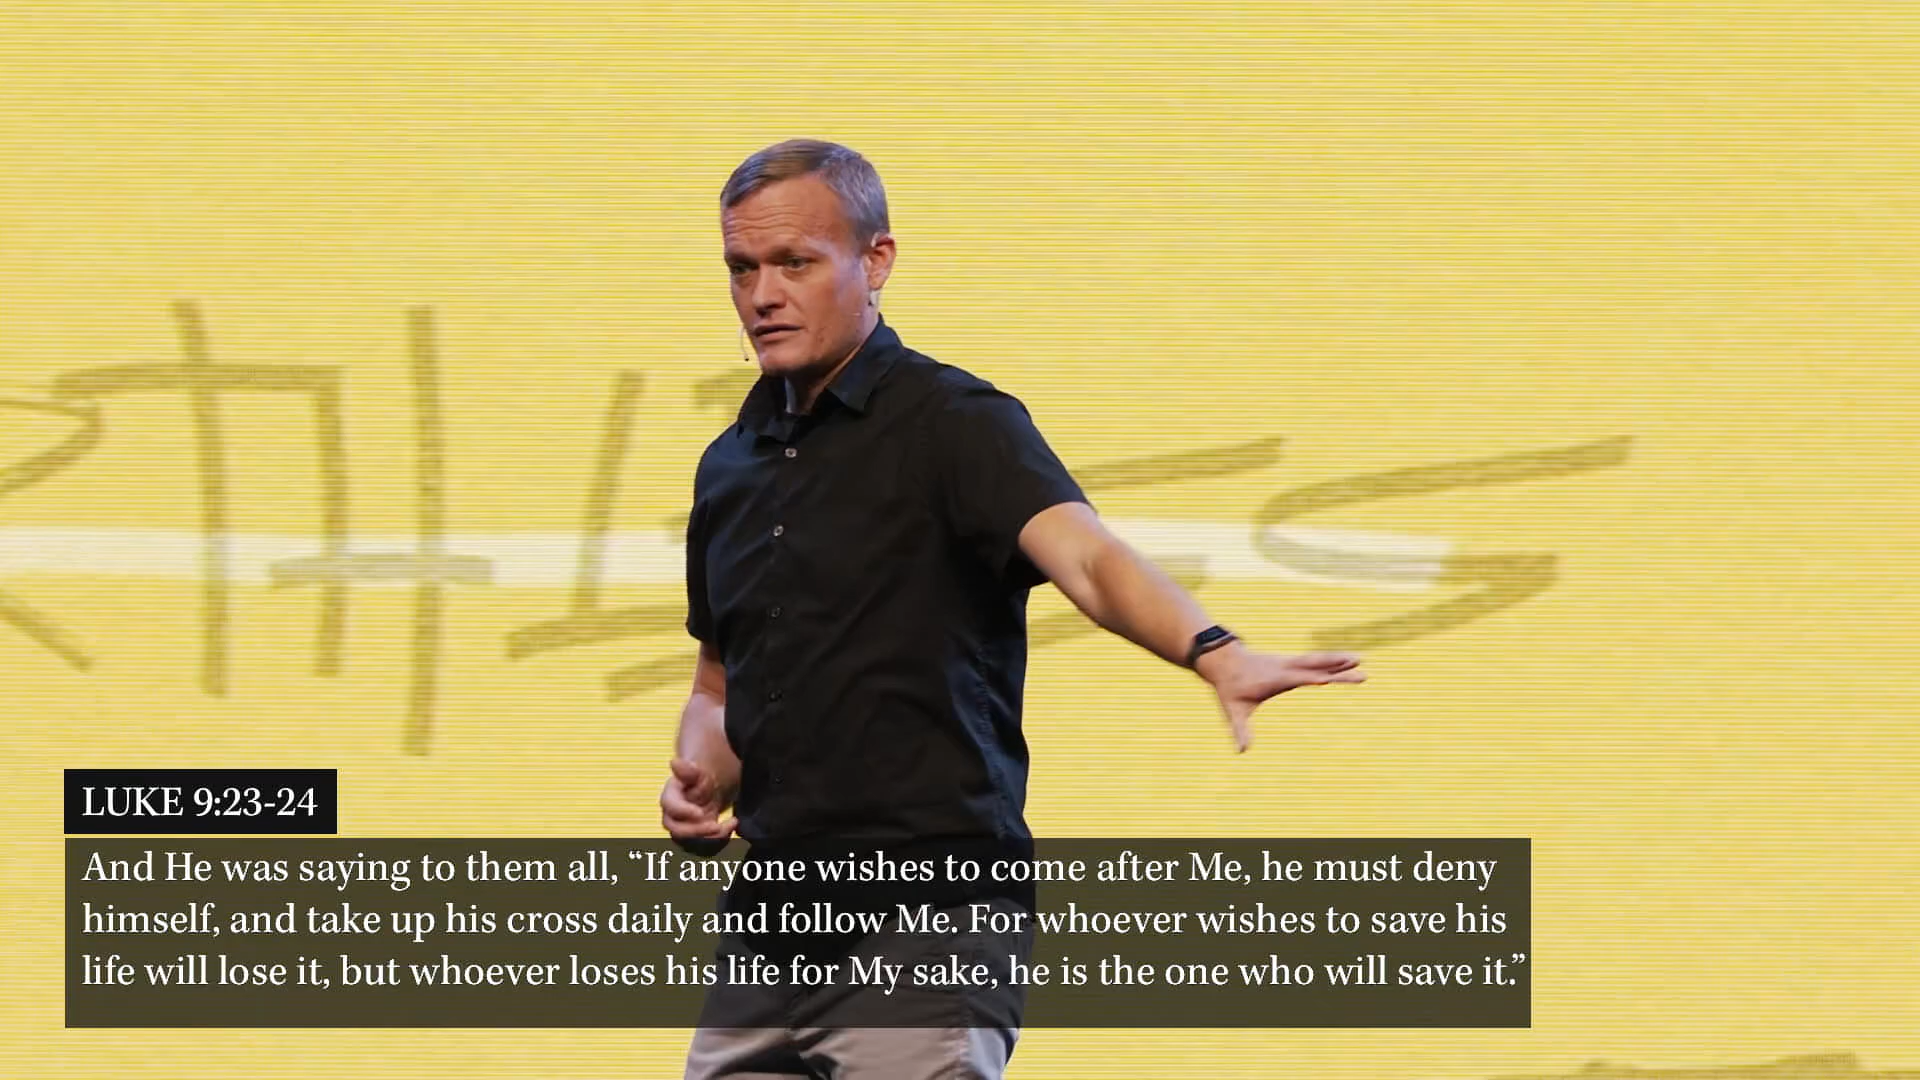 LUKE 9:23-24
And He was saying to them all, “If anyone wishes to come after Me, he must deny
himself, and take up his cross daily and follow Me. For whoever wishes to save his
life will lose it, but whoever loses his life for My sake, he is the one who will save it.”